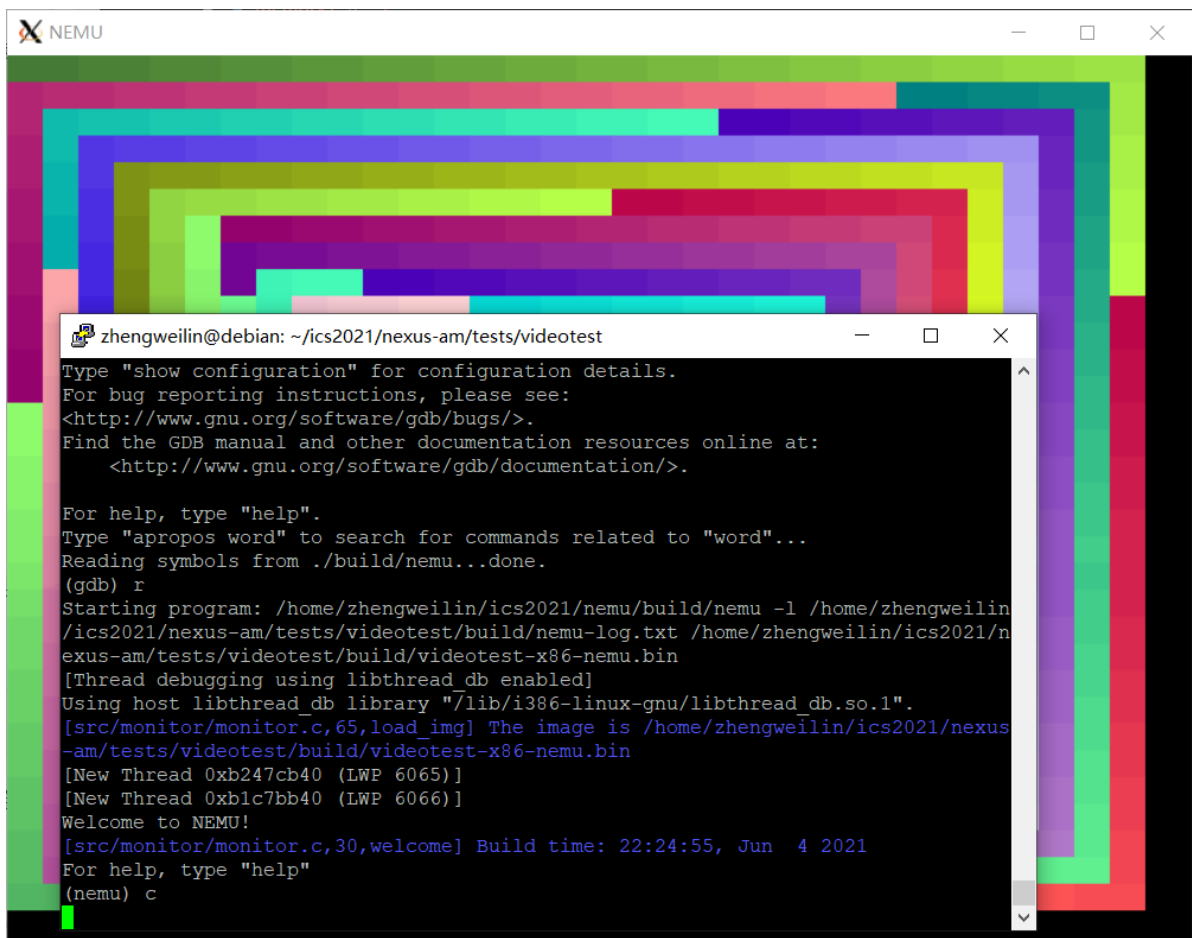 NEMU
zhengweilin@debian: ~/ics2021/nexus-am/tests/videotest
Type "show configuration" for configuration details.
For bug reporting instructions, please see:
<http://www.gnu.org/software/gdb/bugs/>.
Find the GDB manual and other documentation resources online at:
    <http://www.gnu.org/software/gdb/documentation/>.
For help, type "help".
Type "apropos word" to search for commands related to "word"...
Reading symbols from ./build/nemu...done.
(gdb) r
Starting program: /home/zhengweilin/ics2021/nemu/build/nemu -l /home/zhengweilin
/ics2021/nexus-am/tests/videotest/build/nemu-log.txt /home/zhengweilin/ics2021/n
exus-am/tests/videotest/build/videotest-x86-nemu.bin
[Thread debugging using libthread_db enabled]
Using host libthread_db library "/lib/i386-linux-gnu/libthread_db.so.1".
[src/monitor/monitor.c,65,load_img] The image is /home/zhengweilin/ics2021/nexus
-am/tests/videotest/build/videotest-x86-nemu.bin
[New Thread 0xb247cb40 (LWP 6065)]
[New Thread 0xb1c7bb40 (LWP 6066)]
Welcome to NEMU!
[src/monitor/monitor.c,30,welcome] Build time: 22:24:55, Jun  4 2021
For help, type "help"
(nemu) c